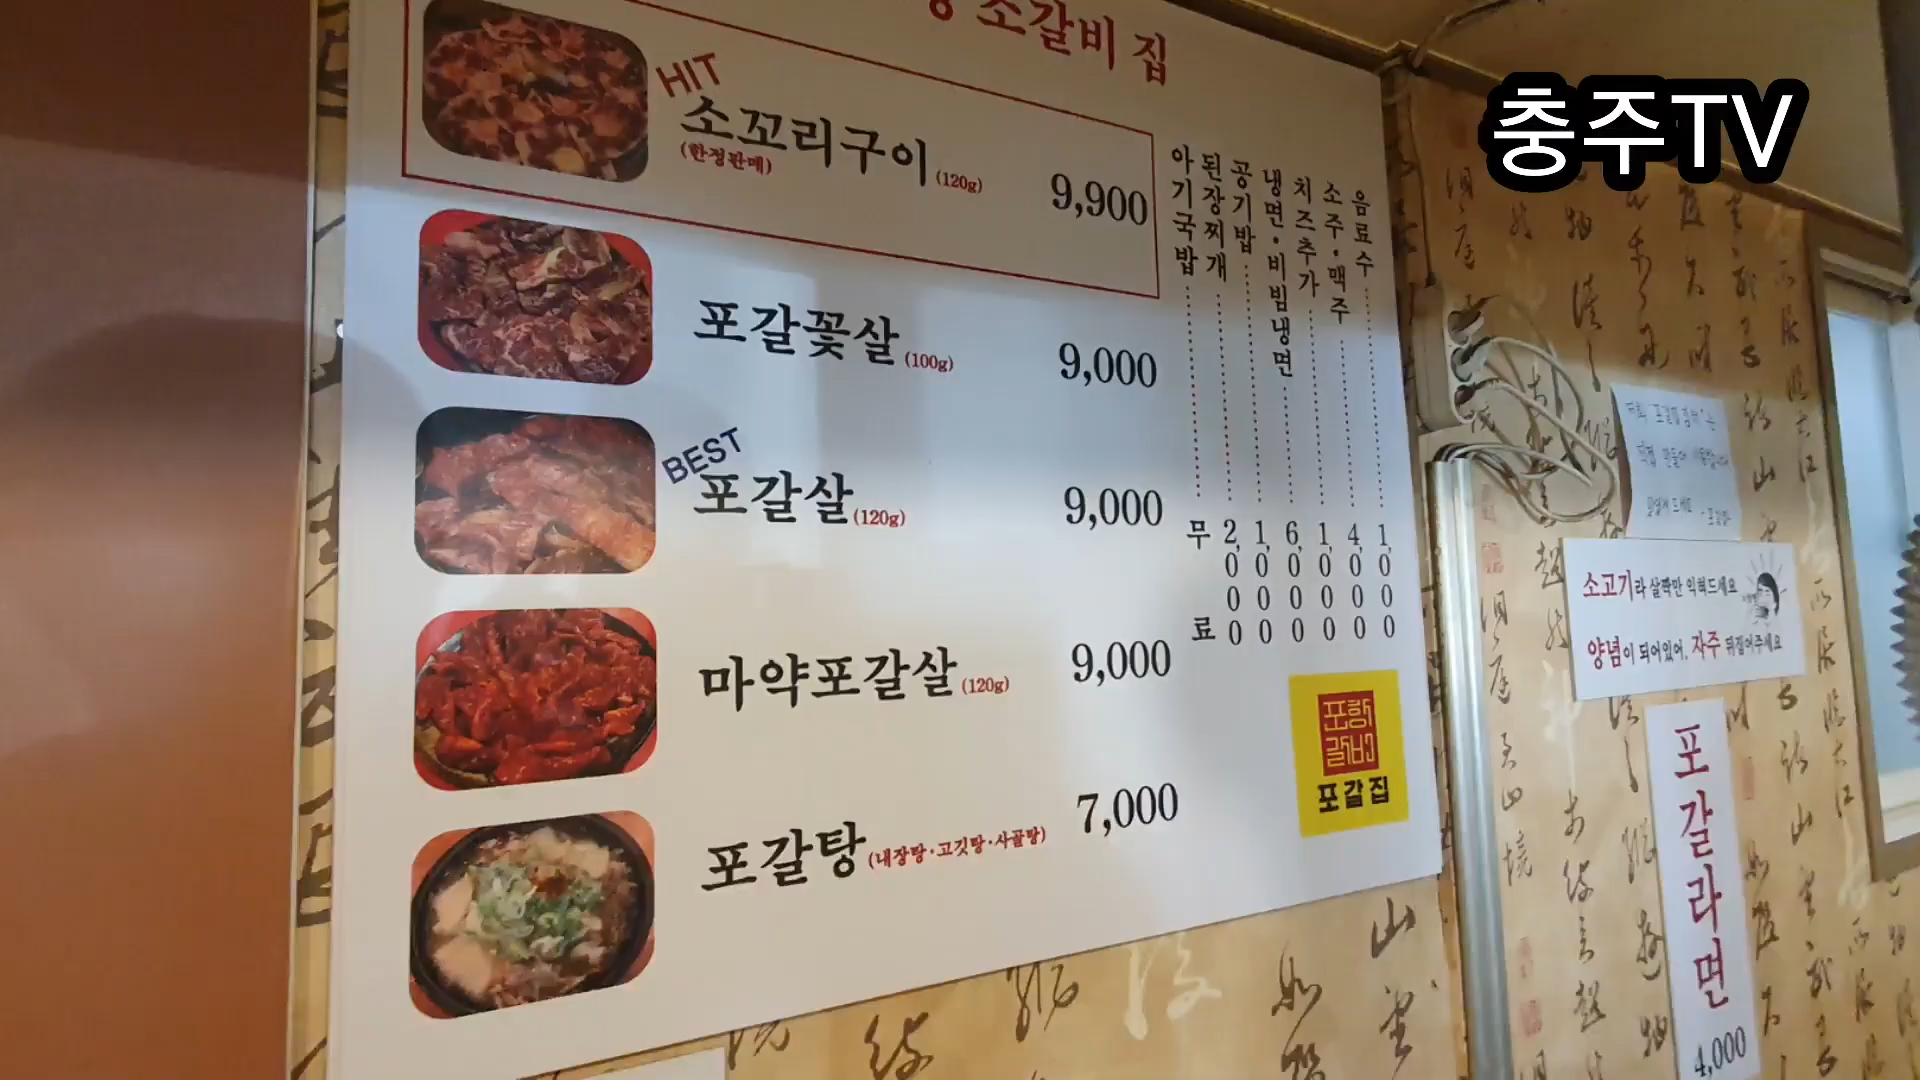 소갈비 집
HIT
소꼬리구이 (120g) 9,900
(한정판매)
포갈꽃살 (100g) 9,000
BEST
포갈살 (120g) 9,000
마약포갈살 (120g) 9,000
포갈탕 (내장탕·고깃탕·사골탕) 7,000
아기국밥 무료
된장찌개 2,000
공기밥 1,000
냉면·비빔냉면 6,000
치즈추가 1,000
소주·맥주 4,000
음료수 1,000
포항
갈비
포갈집
충주TV
소고기라 살짝만 익혀드세요
양념이 되어있어, 자주 뒤집어주세요
포갈라면
4,000